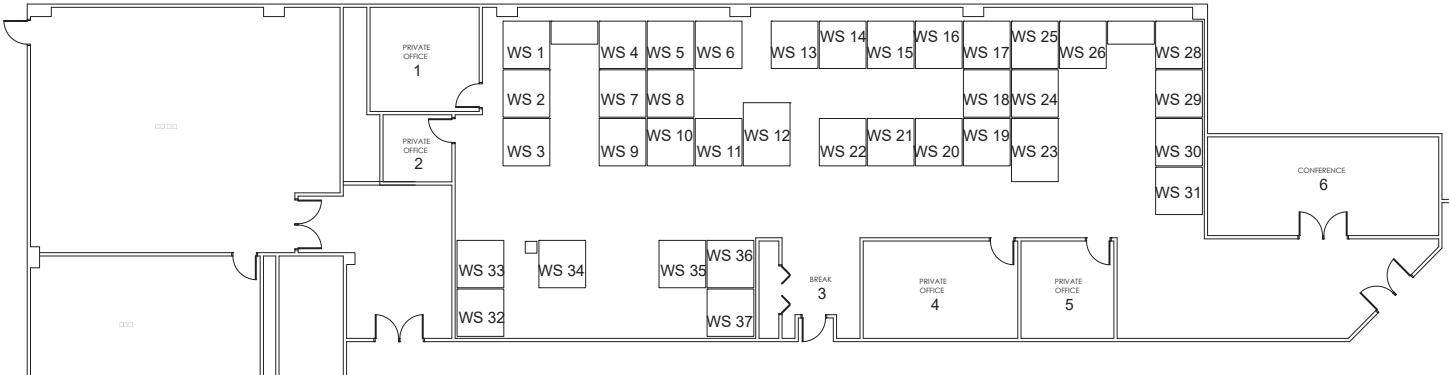 PRIVATE
OFFICE
1
PRIVATE
OFFICE
2
WS 1
WS 4
WS 5
WS 6
WS 13
WS 14
WS 15
WS 16
WS 17
WS 25
WS 26
WS 28
WS 2
WS 7
WS 8
WS 18
WS 24
WS 29
WS 3
WS 9
WS 10
WS 11
WS 12
WS 22
WS 21
WS 20
WS 19
WS 23
WS 30
WS 31
CONFERENCE
6
WS 33
WS 34
WS 35
WS 36
WS 32
WS 37
BREAK
3
PRIVATE
OFFICE
4
PRIVATE
OFFICE
5